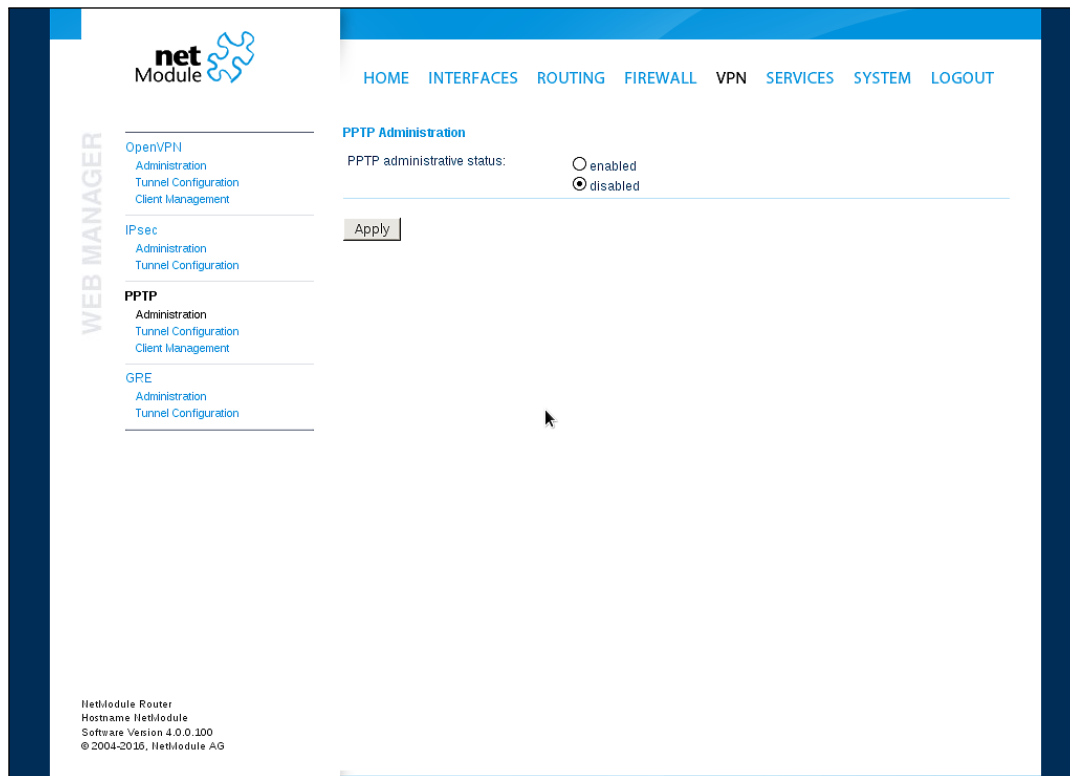 net
Module
HOME INTERFACES ROUTING FIREWALL VPN SERVICES SYSTEM LOGOUT
WEB MANAGER
OpenVPN
Administration
Tunnel Configuration
Client Management
IPsec
Administration
Tunnel Configuration
PPTP
Administration
Tunnel Configuration
Client Management
GRE
Administration
Tunnel Configuration
PPTP Administration
PPTP administrative status:
enabled
disabled
Apply
NetModule Router
Hostname NetModule
Software Version 4.0.0.100
© 2004-2016, NetModule AG